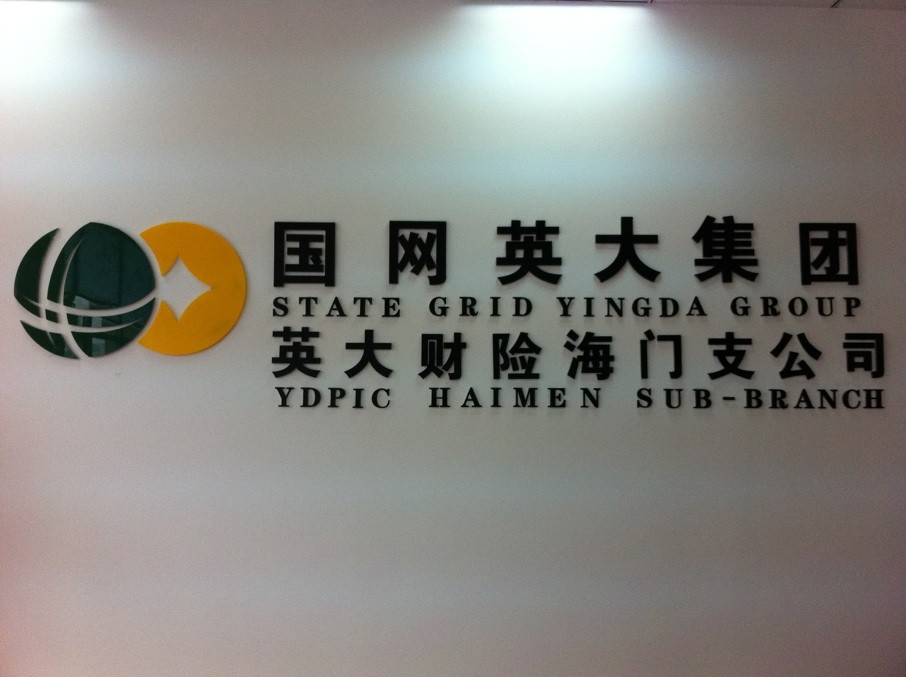 国网英大集团
STATE GRID YINGDA GROUP
英大财险海门支公司
YDPIC HAIMEN SUB-BRANCH